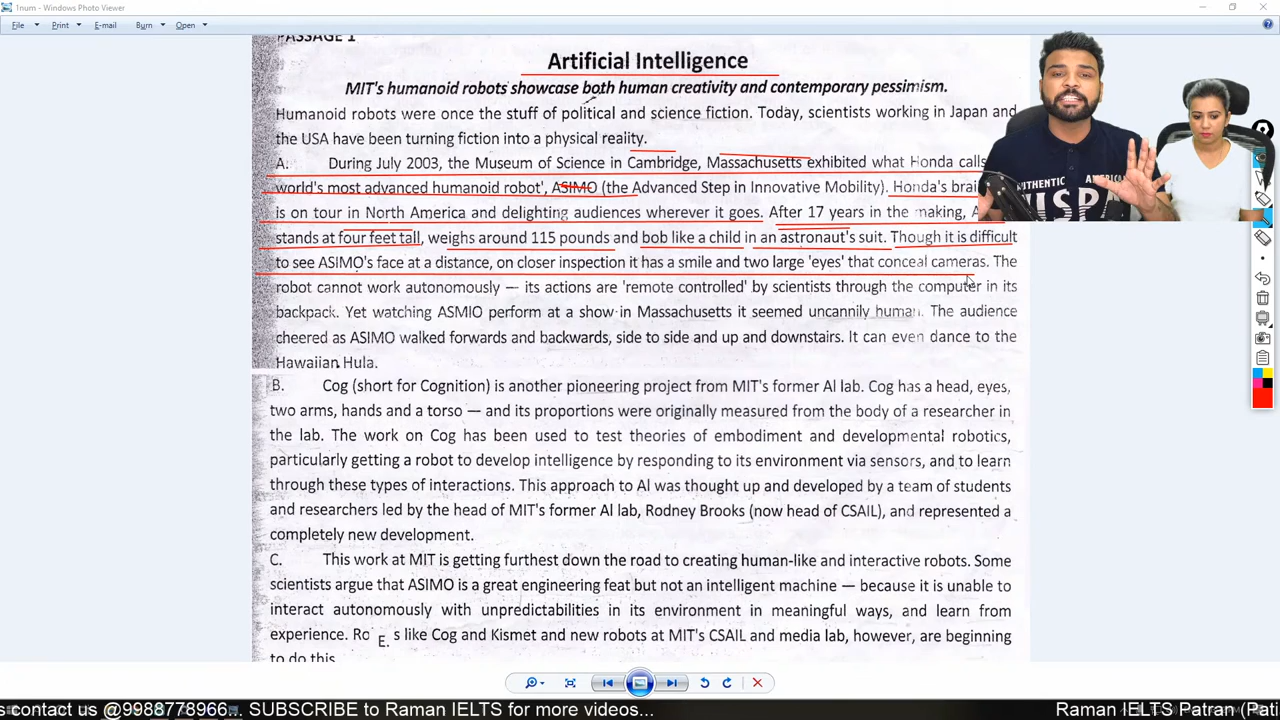 1num - Windows Photo Viewer
File Print E-mail Burn Open
PASSAGE 1
Artificial Intelligence
MIT's humanoid robots showcase both human creativity and contemporary pessimism.
Humanoid robots were once the stuff of political and science fiction. Today, scientists working in Japan and
the USA have been turning fiction into a physical reality.
A. During July 2003, the Museum of Science in Cambridge, Massachusetts exhibited what Honda calls
world's most advanced humanoid robot', ASIMO (the Advanced Step in Innovative Mobility). Honda's
is on tour in North America and delighting audiences wherever it goes. After 17 years in the making,
stands at four feet tall, weighs around 115 pounds and bob like a child in an astronaut's suit. Though it is difficult
to see ASIMO's face at a distance, on closer inspection it has a smile and two large 'eyes' that conceal cameras. The
robot cannot work autonomously — its actions are 'remote controlled' by scientists through the computer in its
backpack. Yet watching ASMIO perform at a show in Massachusetts it seemed uncannily human. The audience
cheered as ASIMO walked forwards and backwards, side to side and up and downstairs. It can even dance to the
Hawaiian Hula.
B. Cog (short for Cognition) is another pioneering project from MIT's former Al lab. Cog has a head, eyes,
two arms, hands and a torso — and its proportions were originally measured from the body of a researcher in
the lab. The work on Cog has been used to test theories of embodiment and developmental robotics,
particularly getting a robot to develop intelligence by responding to its environment via sensors, and to learn
through these types of interactions. This approach to Al was thought up and developed by a team of students
and researchers led by the head of MIT's former Al lab, Rodney Brooks (now head of CSAIL), and represented a
completely new development.
C. This work at MIT is getting furthest down the road to creating human-like and interactive robots. Some
scientists argue that ASIMO is a great engineering feat but not an intelligent machine — because it is unable to
interact autonomously with unpredictabilities in its environment in meaningful ways, and learn from
experience. Ro E. s like Cog and Kismet and new robots at MIT's CSAIL and media lab, however, are beginning
to do this.
AUTHENTIC AMERICA
USP
s contact us @9988778966... SUBSCRIBE to Raman IELTS for more videos... Raman IELTS Patran (Pati